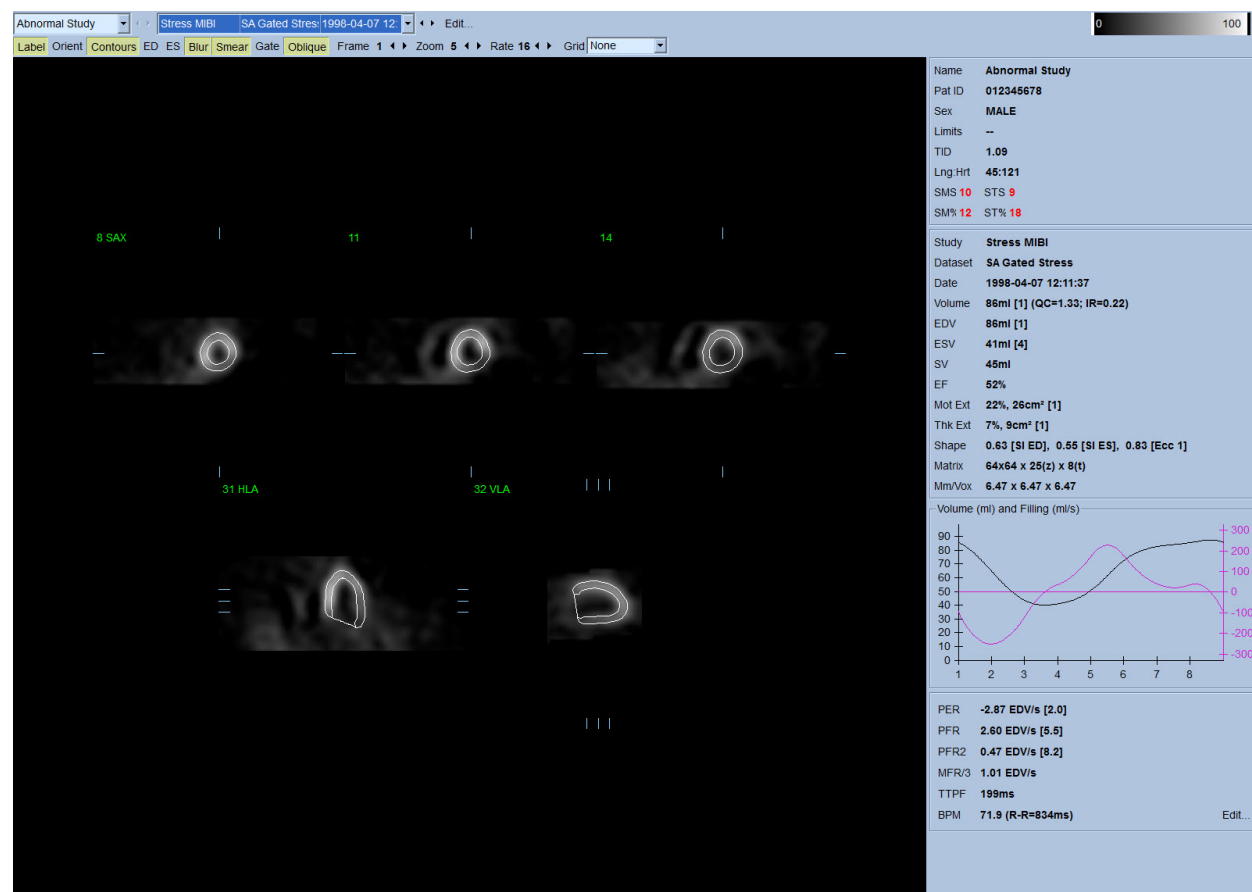 Abnormal Study Stress MIBI SA Gated Stres: 1998-04-07 12: Edit... 0 100
Label Orient Contours ED ES Blur Smear Gate Oblique Frame 1 Zoom 5 Rate 16 Grid None
Name Abnormal Study
Pat ID 012345678
Sex MALE
Limits --
TID 1.09
Lng:Hrt 45:121
SMS 10 STS 9
SM% 12 ST% 18
8 SAX 11 14
Study Stress MIBI
Dataset SA Gated Stress
Date 1998-04-07 12:11:37
Volume 86ml [1] (QC=1.33; IR=0.22)
EDV 86ml [1]
ESV 41ml [4]
SV 45ml
EF 52%
Mot Ext 22%, 26cm² [1]
Thk Ext 7%, 9cm² [1]
Shape 0.63 [SI ED], 0.55 [SI ES], 0.83 [Ecc 1]
Matrix 64x64 x 25(z) x 8(t)
Mm/Vox 6.47 x 6.47 x 6.47
31 HLA 32 VLA
Volume (ml) and Filling (ml/s)
90
80
70
60
50
40
30
20
10
0
300
200
100
0
-100
-200
-300
1 2 3 4 5 6 7 8
PER -2.87 EDV/s [2.0]
PFR 2.60 EDV/s [5.5]
PFR2 0.47 EDV/s [8.2]
MFR/3 1.01 EDV/s
TTPF 199ms
BPM 71.9 (R-R=834ms) Edit...